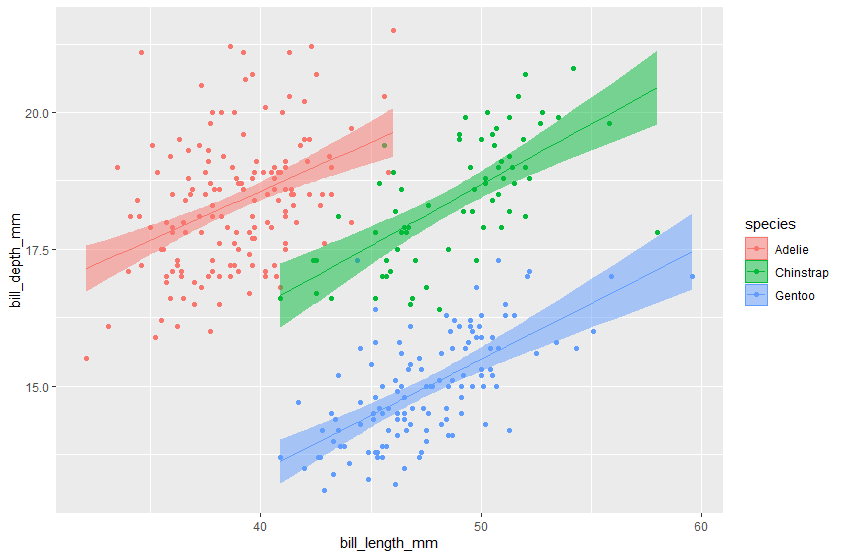 20.0
17.5
15.0
bill_depth_mm
40
50
60
bill_length_mm
species
Adelie
Chinstrap
Gentoo